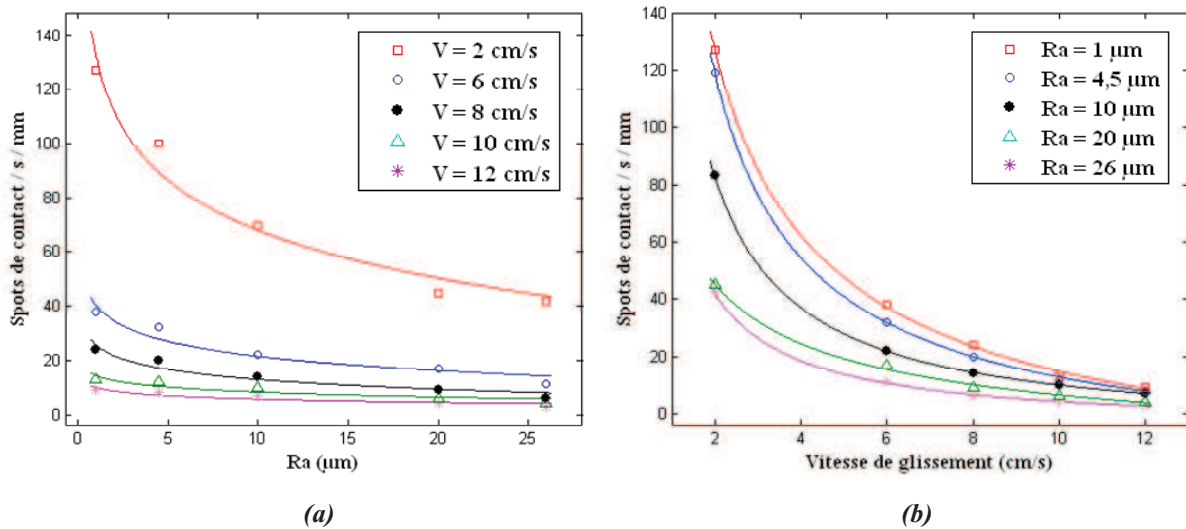 140
120
100
80
60
40
20
0
Spots de contact / s / mm
V = 2 cm/s
V = 6 cm/s
V = 8 cm/s
V = 10 cm/s
V = 12 cm/s
0
5
10
15
20
25
Ra (µm)
(a)
140
120
100
80
60
40
20
0
Spots de contact / s / mm
Ra = 1 µm
Ra = 4,5 µm
Ra = 10 µm
Ra = 20 µm
Ra = 26 µm
2
4
6
8
10
12
Vitesse de glissement (cm/s)
(b)